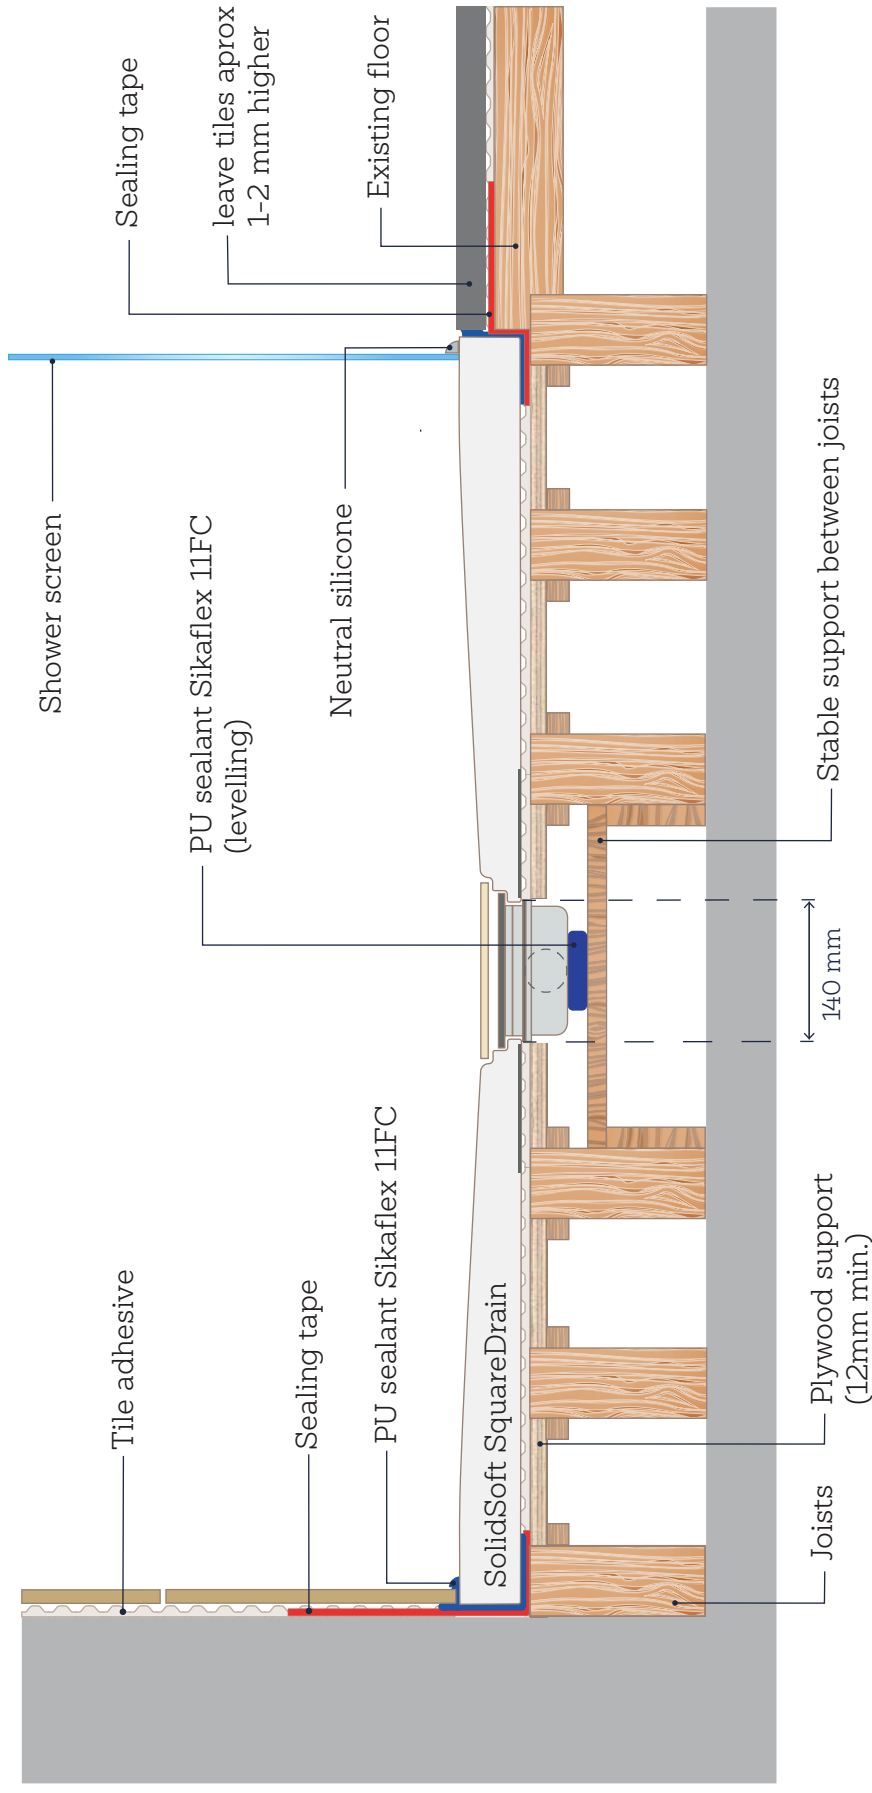 Tile adhesive
Sealing tape
PU sealant Sikaflex 11FC
SolidSoft SquareDrain
Shower screen
PU sealant Sikaflex 11FC
(levelling)
Neutral silicone
Sealing tape
leave tiles aprox
1-2 mm higher
Existing floor
Joists
Plywood support
(12mm min.)
140 mm
Stable support between joists